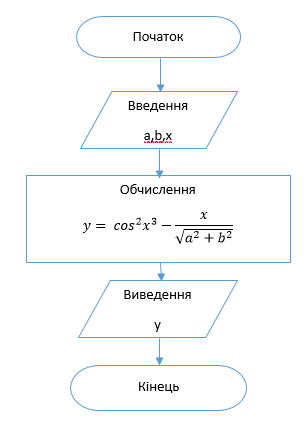 Початок
Введення
a,b,x
Обчислення
y = cos²x³ − x / √(a² + b²)
Виведення
y
Кінець